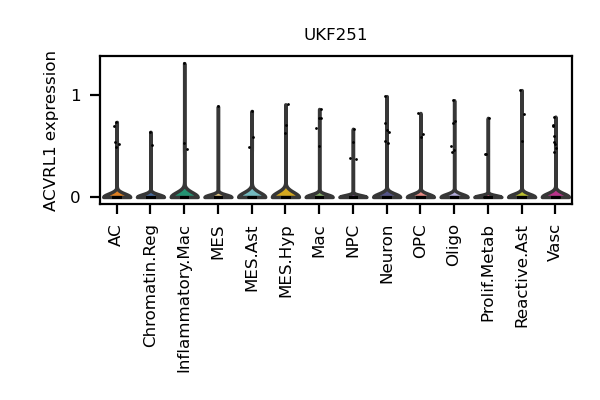 UKF251
ACVRL1 expression
1
0
AC
Chromatin.Reg
Inflammatory.Mac
MES
MES.Ast
MES.Hyp
Mac
NPC
Neuron
OPC
Oligo
Prolif.Metab
Reactive.Ast
Vasc